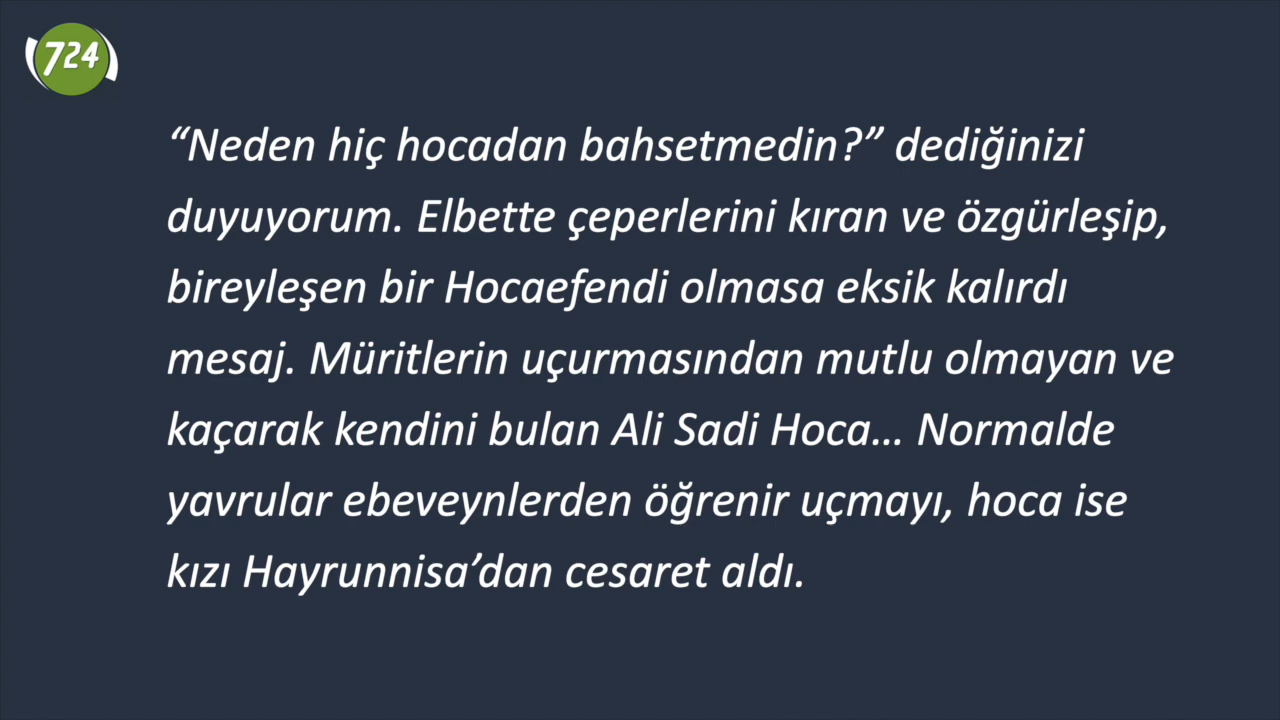 724
“Neden hiç hocadan bahsetmedin?” dediğinizi
duyuyorum. Elbette çeperlerini kıran ve özgürleşip,
bireyleşen bir Hocaefendi olmasa eksik kalırdı
mesaj. Müritlerin uçurmasından mutlu olmayan ve
kaçarak kendini bulan Ali Sadi Hoca… Normalde
yavrular ebeveynlerden öğrenir uçmayı, hoca ise
kızı Hayrunnisa’dan cesaret aldı.